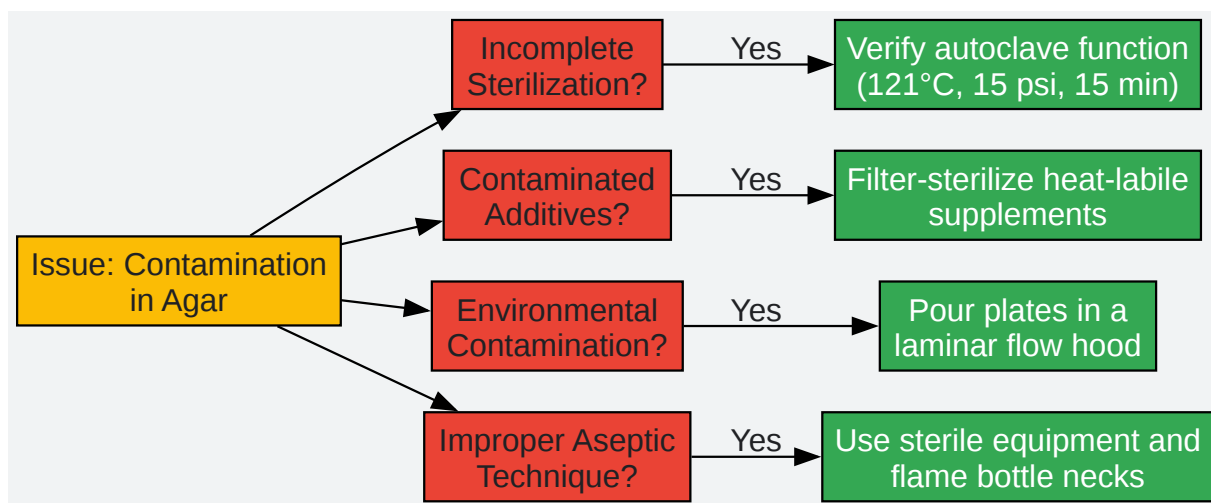 Issue: Contamination
in Agar
Incomplete
Sterilization?
Yes
Verify autoclave function
(121°C, 15 psi, 15 min)
Contaminated
Additives?
Yes
Filter-sterilize heat-labile
supplements
Environmental
Contamination?
Yes
Pour plates in a
laminar flow hood
Improper Aseptic
Technique?
Yes
Use sterile equipment and
flame bottle necks